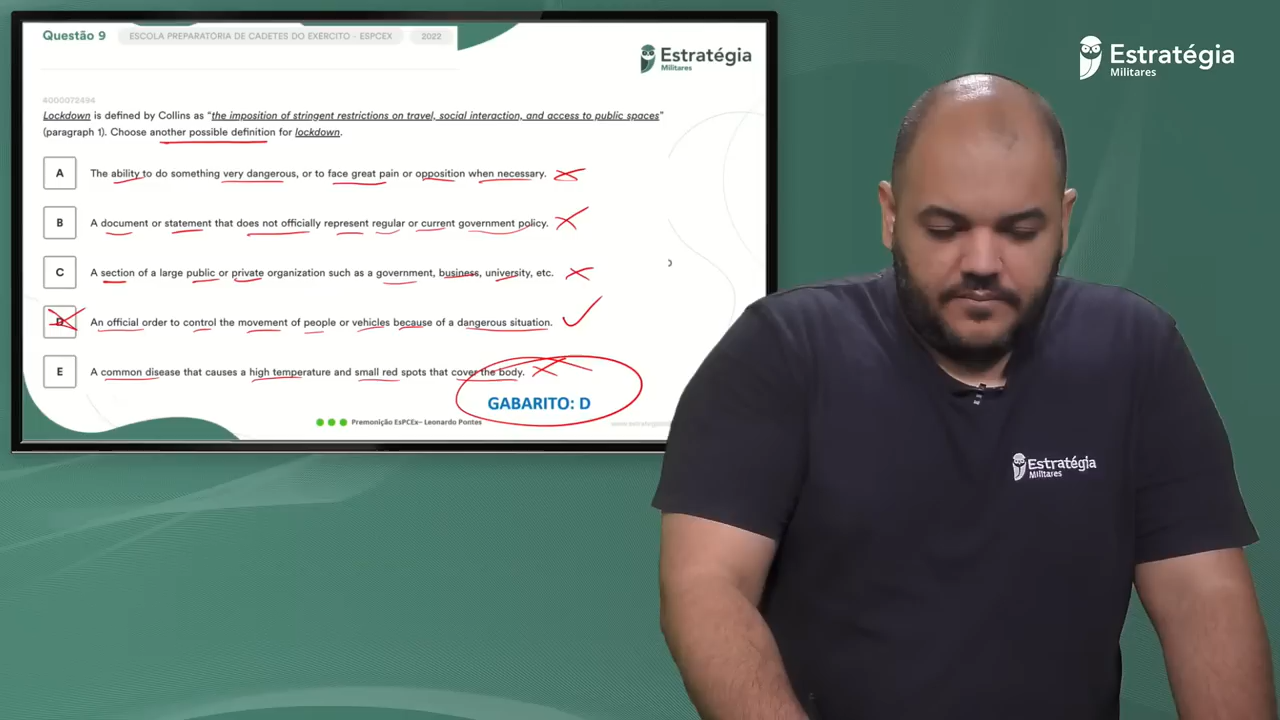 Questão 9
ESCOLA PREPARATÓRIA DE CADETES DO EXERCITO - ESPCEX
2022
Estratégia
Militares
Estratégia
Militares
4000072494
Lockdown is defined by Collins as “the imposition of stringent restrictions on travel, social interaction, and access to public spaces”
(paragraph 1). Choose another possible definition for lockdown.
A
The ability to do something very dangerous, or to face great pain or opposition when necessary.
B
A document or statement that does not officially represent regular or current government policy.
C
A section of a large public or private organization such as a government, business, university, etc.
D
An official order to control the movement of people or vehicles because of a dangerous situation.
E
A common disease that causes a high temperature and small red spots that cover the body.
GABARITO: D
Premonição EsPCEx– Leonardo Pontes
Estratégia
Militares